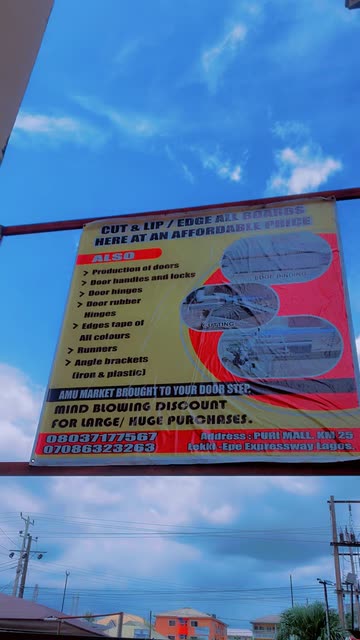 CUT & LIP / EDGE ALL BOARDS
HERE AT AN AFFORDABLE PRICE
ALSO
Production of doors
Door handles and locks
Door hinges
Door rubber
Hinges
Edges tape of
All colours
Runners
Angle brackets
(iron & plastic)
AMU MARKET BROUGHT TO YOUR DOOR STEP.
MIND BLOWING DISCOUNT
FOR LARGE/ HUGE PURCHASES.
08037177567
07086323263
Address : PURI MALL, KM 25
Lekki -Epe Expressway Lagos.